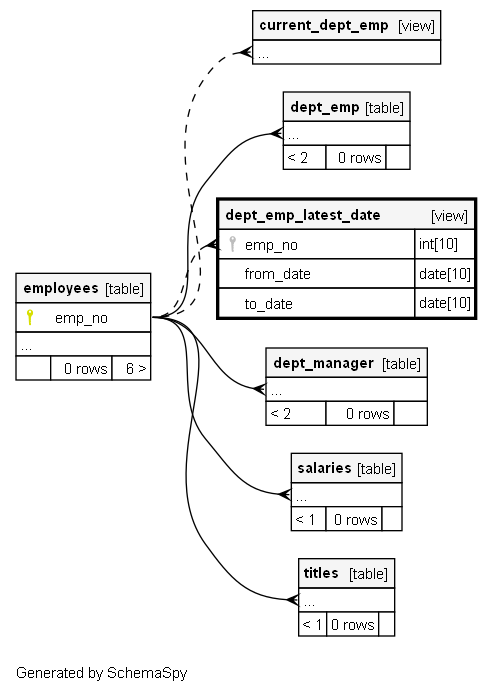 current_dept_emp [view]
...
dept_emp [table]
...
< 2 0 rows
dept_emp_latest_date [view]
emp_no int[10]
from_date date[10]
to_date date[10]
employees [table]
emp_no
...
0 rows 6 >
dept_manager [table]
...
< 2 0 rows
salaries [table]
...
< 1 0 rows
titles [table]
...
< 1 0 rows
Generated by SchemaSpy